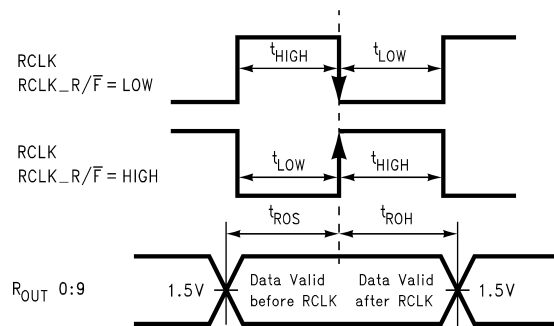 RCLK
RCLK_R/F̅ = LOW
tHIGH
tLOW
RCLK
RCLK_R/F̅ = HIGH
tLOW
tHIGH
tROS
tROH
ROUT 0:9
1.5V
Data Valid
before RCLK
Data Valid
after RCLK
1.5V